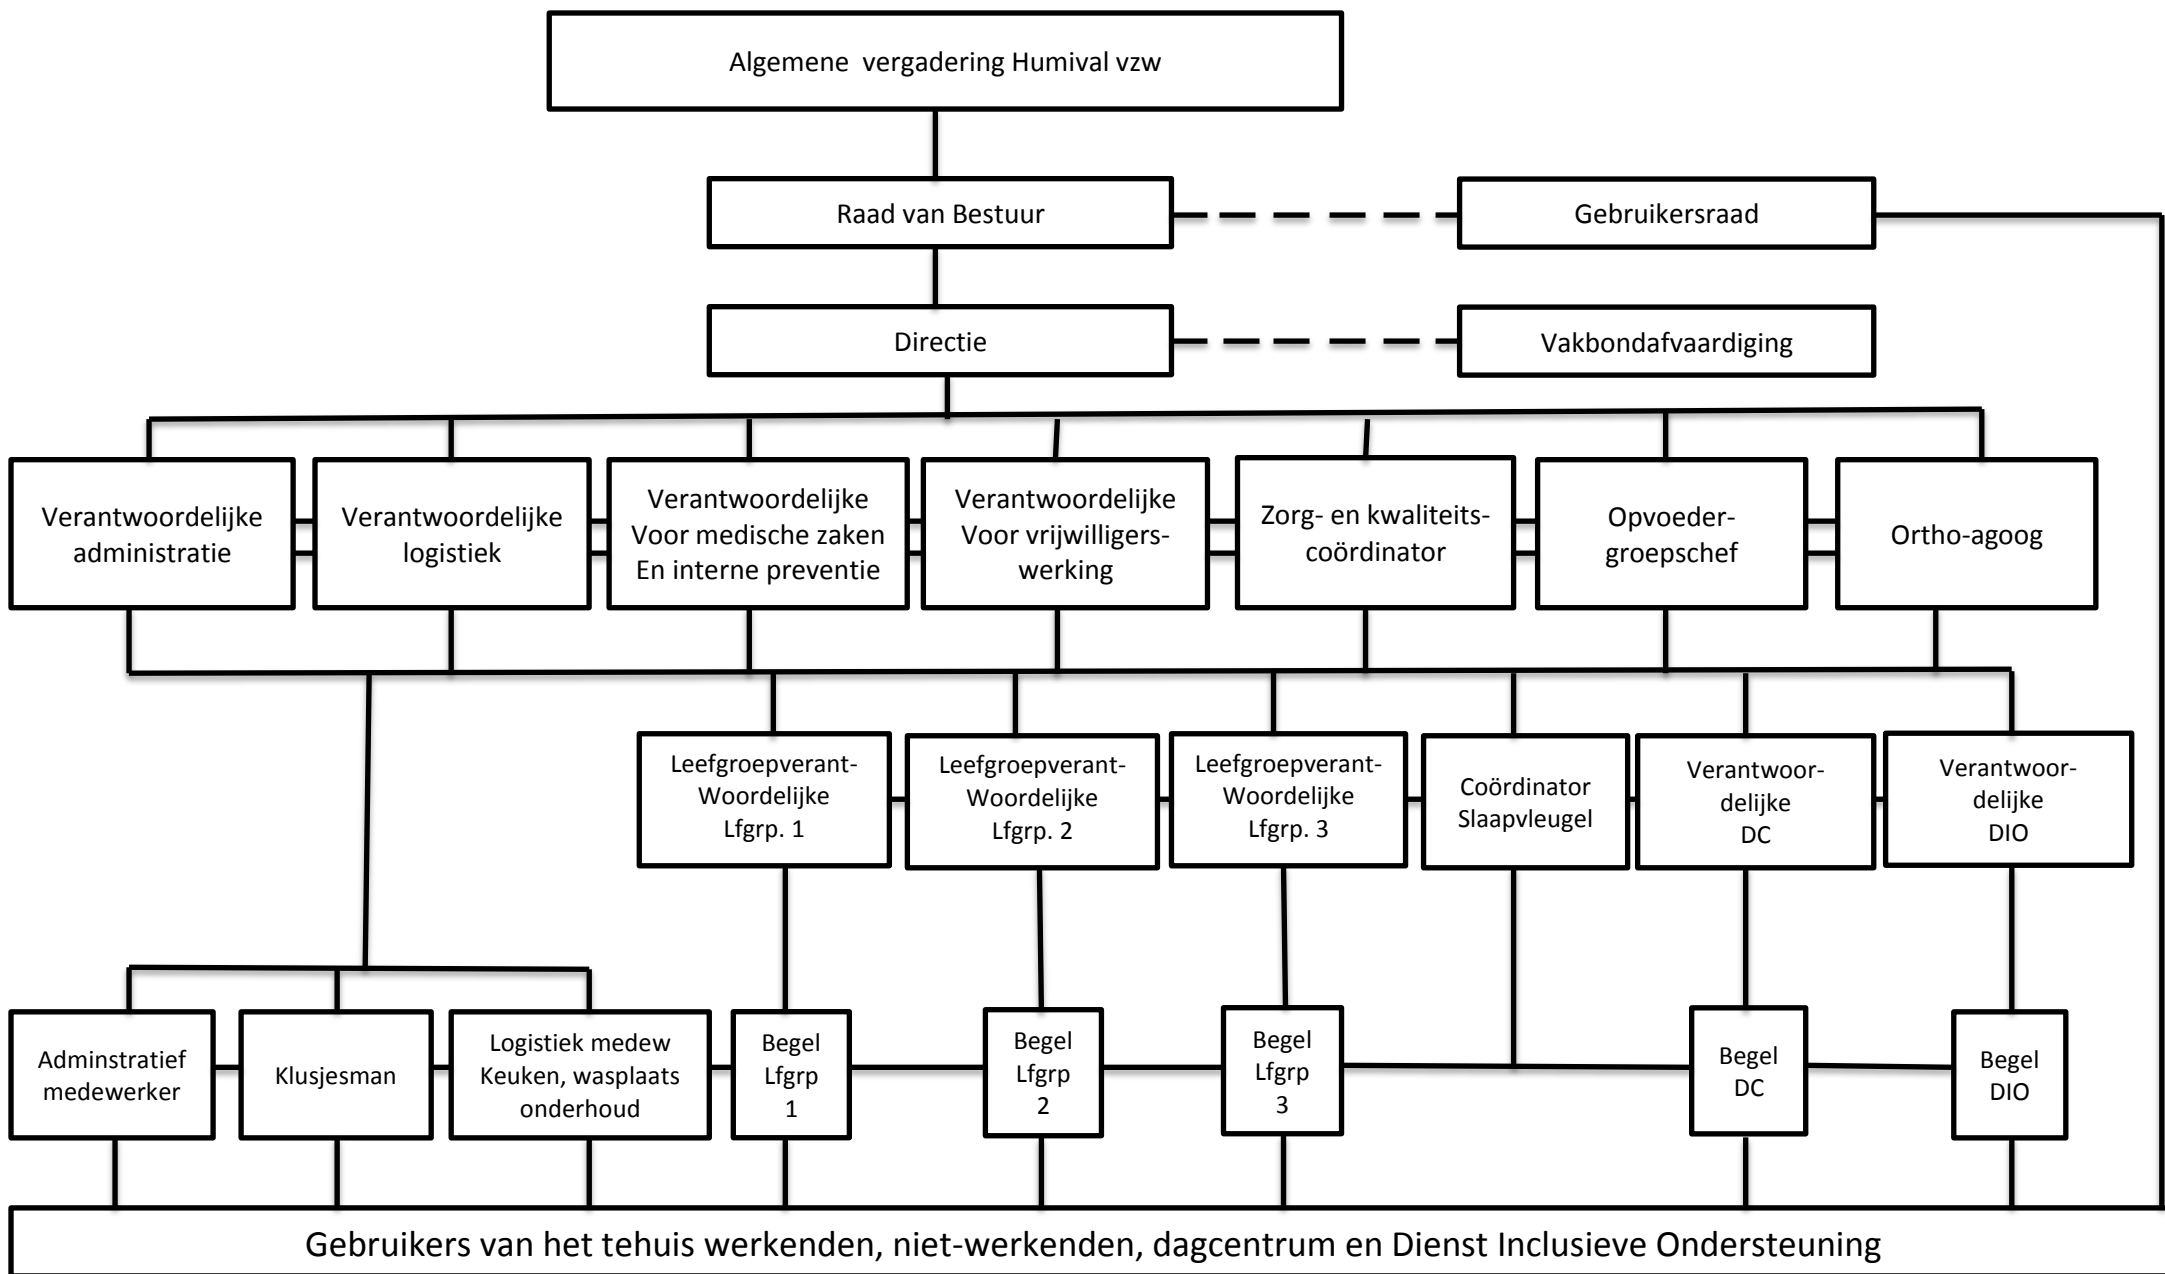 Algemene vergadering Humival vzw
Raad van Bestuur
Gebruikersraad
Directie
Vakbondafvaardiging
Verantwoordelijke
administratie
Verantwoordelijke
logistiek
Verantwoordelijke
Voor medische zaken
En interne preventie
Verantwoordelijke
Voor vrijwilligers-
werking
Zorg- en kwaliteits-
coördinator
Opvoeder-
groepschef
Ortho-agoog
Leefgroepverant-
Woordelijke
Lfgrp. 1
Leefgroepverant-
Woordelijke
Lfgrp. 2
Leefgroepverant-
Woordelijke
Lfgrp. 3
Coördinator
Slaapvleugel
Verantwoor-
delijke
DC
Verantwoor-
delijke
DIO
Adminstratief
medewerker
Klusjesman
Logistiek medew
Keuken, wasplaats
onderhoud
Begel
Lfgrp
1
Begel
Lfgrp
2
Begel
Lfgrp
3
Begel
DC
Begel
DIO
Gebruikers van het tehuis werkenden, niet-werkenden, dagcentrum en Dienst Inclusieve Ondersteuning